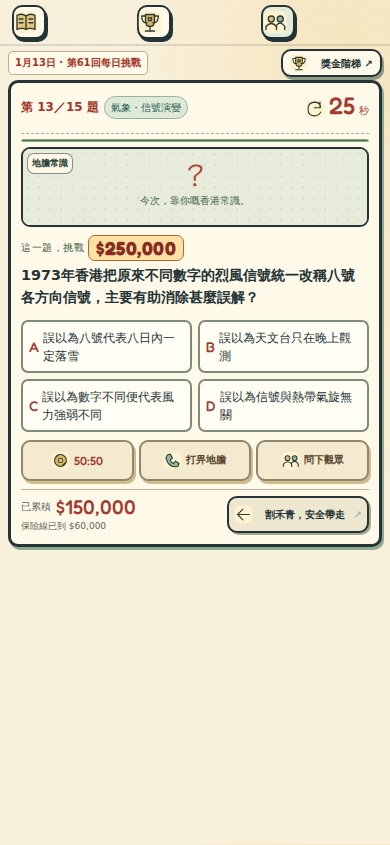 1月13日 · 第61回每日挑戰
獎金階梯 ↗
第 13／15 題
氣象 · 信號演變
25 秒
地膽常識
?
今次，靠你嘅香港常識。
這一題，挑戰 $250,000
1973年香港把原來不同數字的烈風信號統一改稱八號
各方向信號，主要有助消除甚麼誤解？
A 誤以為八號代表八日內一
定落雪
B 誤以為天文台只在晚上觀
測
C 誤以為數字不同便代表風
力強弱不同
D 誤以為信號與熱帶氣旋無
關
50:50
打畀地膽
問下觀眾
已累積 $150,000
保險線已到 $60,000
割禾青，安全帶走 ↗